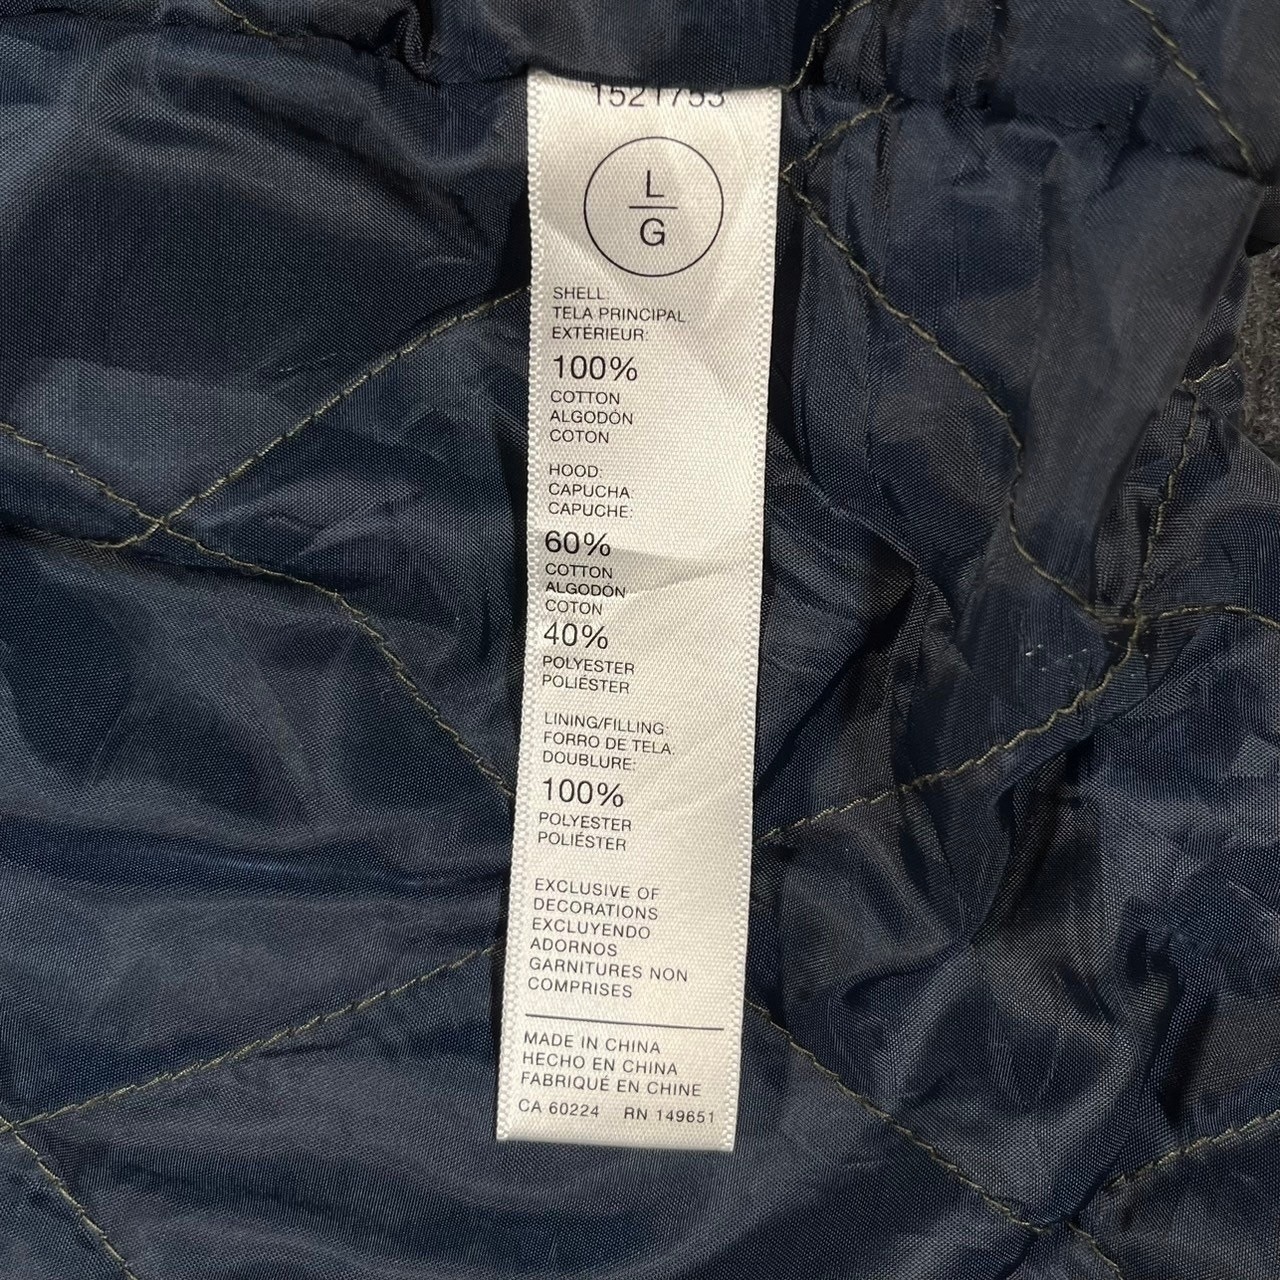 1521753
L
G
SHELL:
TELA PRINCIPAL
EXTÉRIEUR:
100%
COTTON
ALGODÓN
COTON
HOOD:
CAPUCHA:
CAPUCHE:
60%
COTTON
ALGODÓN
COTON
40%
POLYESTER
POLIÉSTER
LINING/FILLING:
FORRO DE TELA:
DOUBLURE:
100%
POLYESTER
POLIÉSTER
EXCLUSIVE OF
DECORATIONS
EXCLUYENDO
ADORNOS
GARNITURES NON
COMPRISES
MADE IN CHINA
HECHO EN CHINA
FABRIQUÉ EN CHINE
CA 60224 RN 149651